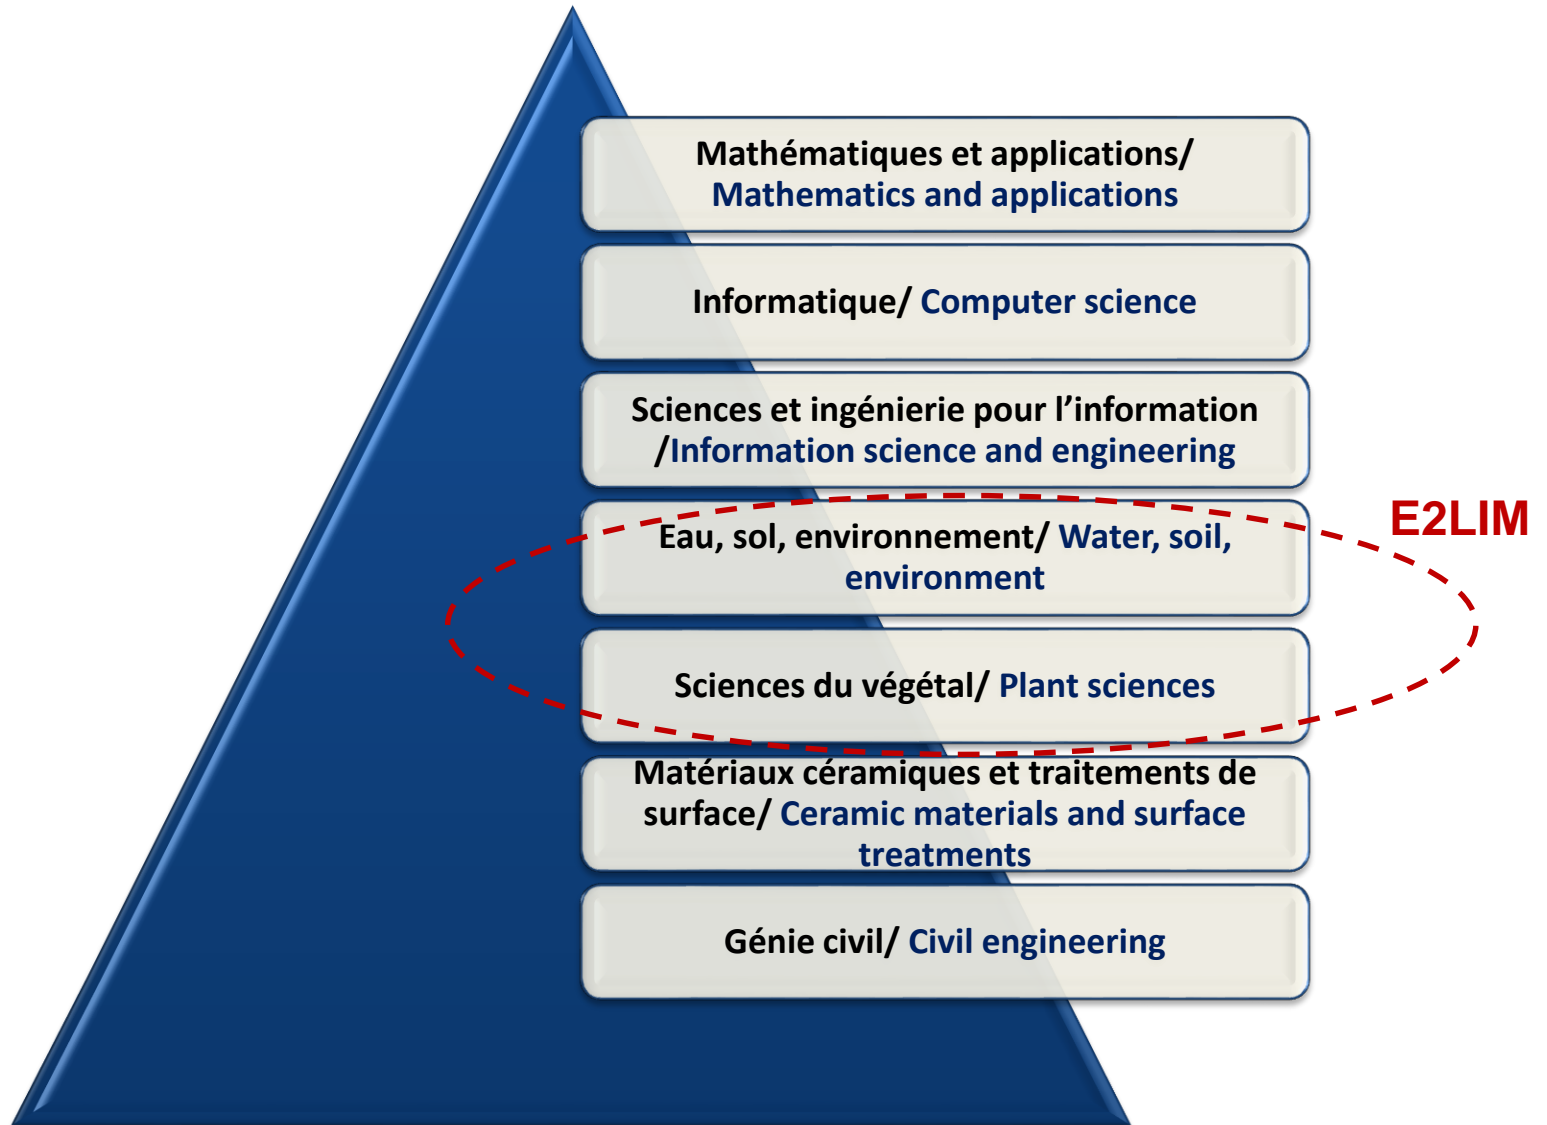 Mathématiques et applications/
Mathematics and applications
Informatique/ Computer science
Sciences et ingénierie pour l’information
/Information science and engineering
E2LIM
Eau, sol, environnement/ Water, soil,
environment
Sciences du végétal/ Plant sciences
Matériaux céramiques et traitements de
surface/ Ceramic materials and surface
treatments
Génie civil/ Civil engineering